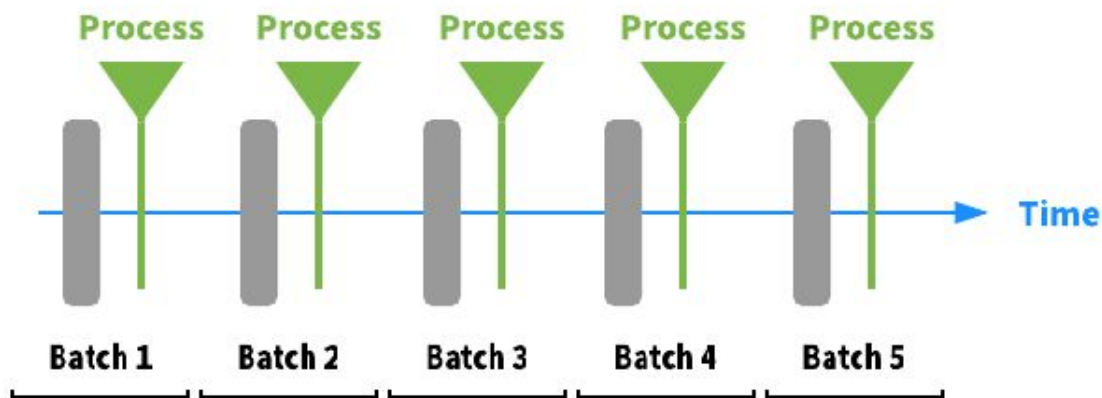 Process Process Process Process Process
Time
Batch 1 Batch 2 Batch 3 Batch 4 Batch 5